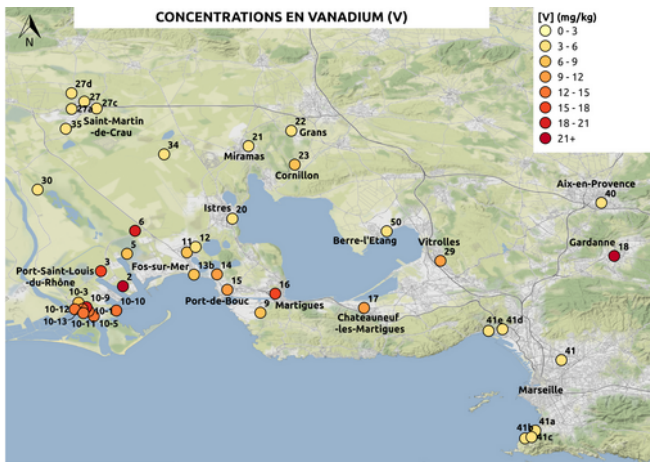 CONCENTRATIONS EN VANADIUM (V)
N
[V] (mg/kg)
0 - 3
3 - 6
6 - 9
9 - 12
12 - 15
15 - 18
18 - 21
21+
27d
27
27c
27a
Saint-Martin
-de-Crau
35
34
21
Miramas
22
Grans
23
Cornillon
30
Aix-en-Provence
40
Istres
20
6
50
Berre-l'Etang
Vitrolles
29
Gardanne
18
5
11
12
Fos-sur-Mer
13b
14
3
Port-Saint-Louis
-du-Rhône
2
15
Port-de-Bouc
16
Martigues
9
17
Chateauneuf
-les-Martigues
10-3
10-9
10-10
10-12
10-1
10-13
10-11
10-5
41e
41d
41
Marseille
41a
41b
41c